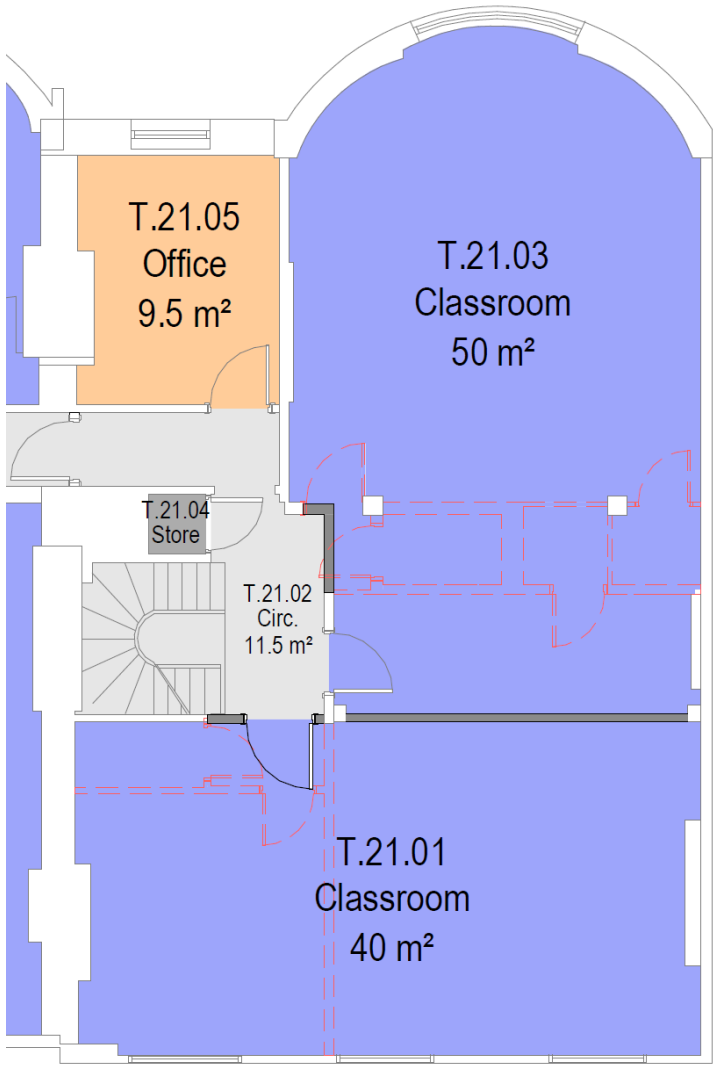 T.21.05
Office
9.5 m²
T.21.03
Classroom
50 m²
T.21.04
Store
T.21.02
Circ.
11.5 m²
T.21.01
Classroom
40 m²